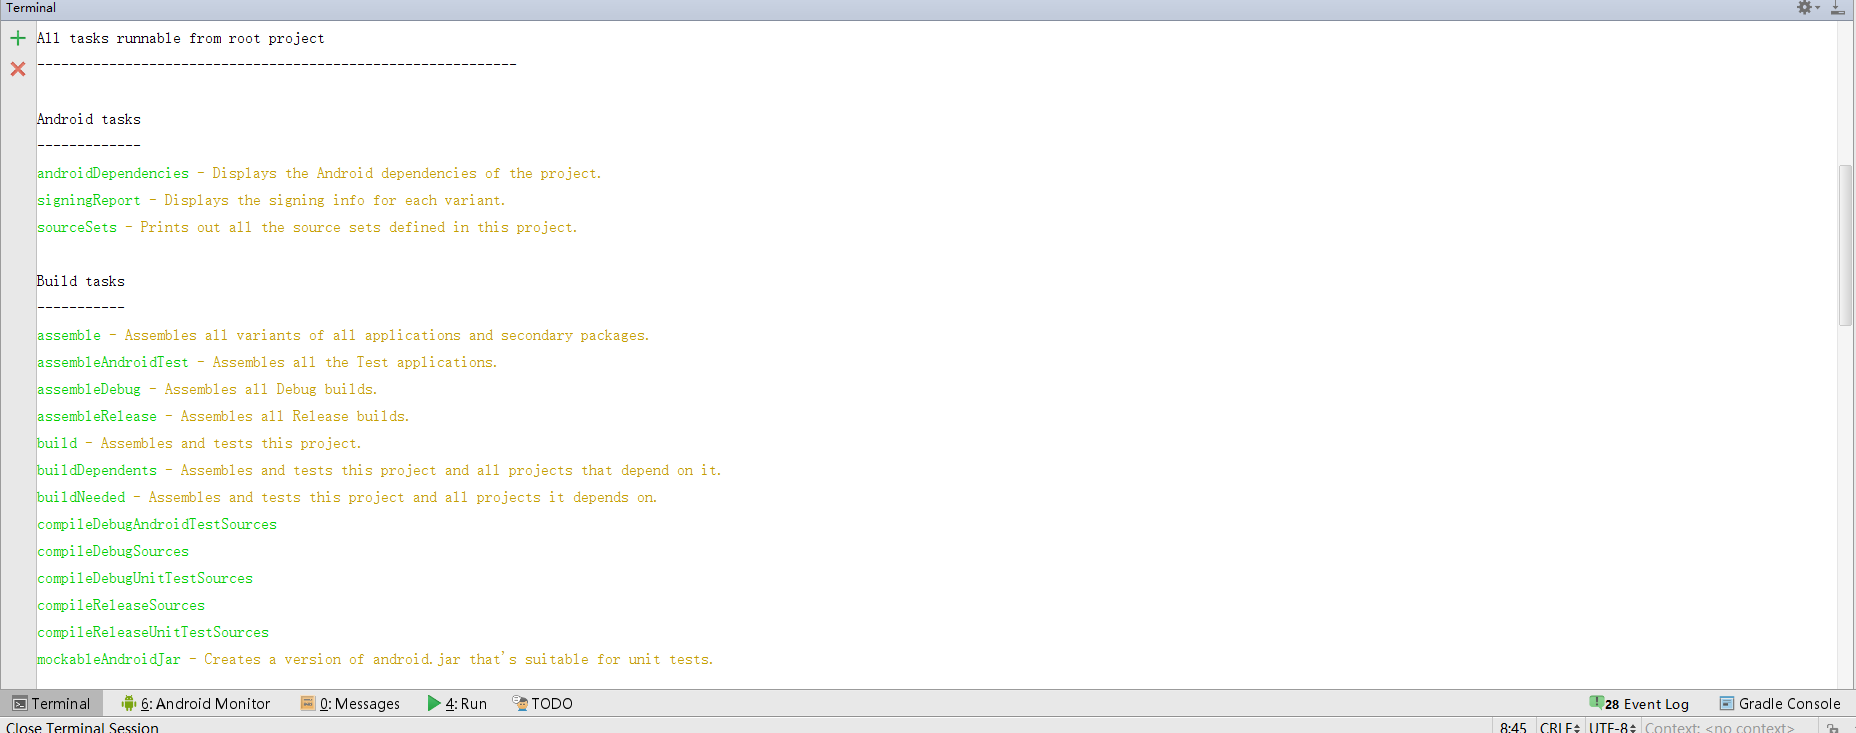 Terminal
All tasks runnable from root project
------------------------------------------------------------
Android tasks
-------------
androidDependencies - Displays the Android dependencies of the project.
signingReport - Displays the signing info for each variant.
sourceSets - Prints out all the source sets defined in this project.
Build tasks
-----------
assemble - Assembles all variants of all applications and secondary packages.
assembleAndroidTest - Assembles all the Test applications.
assembleDebug - Assembles all Debug builds.
assembleRelease - Assembles all Release builds.
build - Assembles and tests this project.
buildDependents - Assembles and tests this project and all projects that depend on it.
buildNeeded - Assembles and tests this project and all projects it depends on.
compileDebugAndroidTestSources
compileDebugSources
compileDebugUnitTestSources
compileReleaseSources
compileReleaseUnitTestSources
mockableAndroidJar - Creates a version of android.jar that's suitable for unit tests.
Terminal 6: Android Monitor 0: Messages 4: Run TODO 28 Event Log Gradle Console
Close Terminal Session 8:45 CRLF UTF-8 Context: <no context>